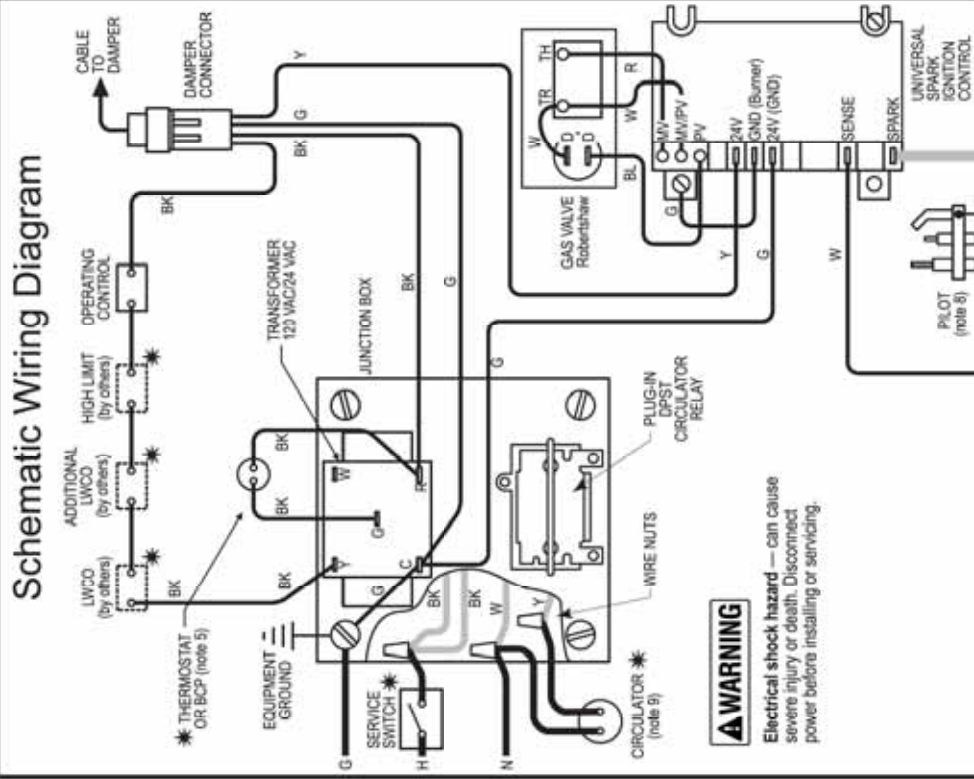 Schematic Wiring Diagram
LWCO
(by others)
ADDITIONAL
LWCO
(by others)
HIGH LIMIT
(by others)
OPERATING
CONTROL
CABLE
TO
DAMPER
DAMPER
CONNECTOR
BK
BK
BK
G
Y
THERMOSTAT
OR BCP (note 5)
BK
BK
BK
TRANSFORMER
120 VAC/24 VAC
JUNCTION BOX
BK
G
EQUIPMENT
GROUND
Y
W
G
C
R
G
G
G
SERVICE
SWITCH
H
N
BK
BK
W
Y
WIRE NUTS
PLUG-IN
DPST
CIRCULATOR
RELAY
CIRCULATOR
(note 9)
GAS VALVE
Robertshaw
TR
TH
D
D
W
W
R
BL
G
MV
MV/PV
PV
24V
GND (Burner)
24V (GND)
SENSE
SPARK
Y
G
W
UNIVERSAL
SPARK
IGNITION
CONTROL
PILOT
(note 8)
WARNING
Electrical shock hazard — can cause
severe injury or death. Disconnect
power before installing or servicing.